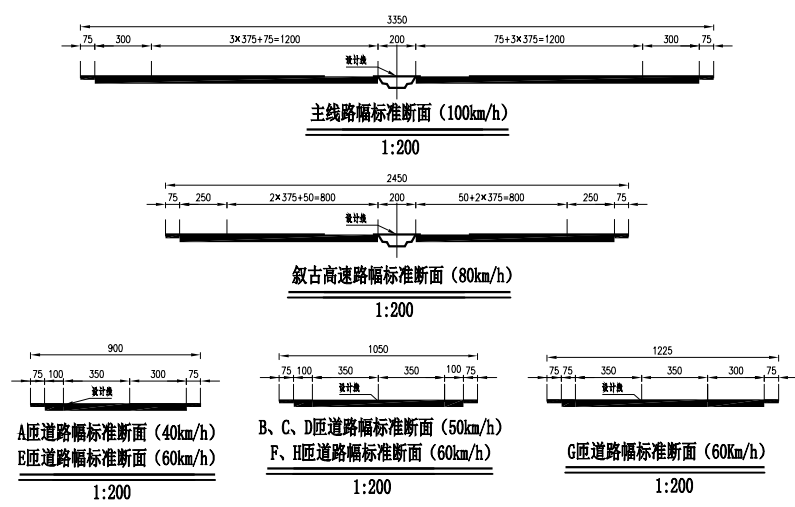 3350
75 300 3×375+75=1200 200 75+3×375=1200 300 75
设计线
主线路幅标准断面（100km/h）
1:200
2450
75 250 2×375+50=800 200 50+2×375=800 250 75
设计线
叙古高速路幅标准断面（80km/h）
1:200
900
75 100 350 300 75
设计线
A匝道路幅标准断面（40km/h）
E匝道路幅标准断面（60km/h）
1:200
1050
75 100 350 350 100 75
设计线
B、C、D匝道路幅标准断面（50km/h）
F、H匝道路幅标准断面（60km/h）
1:200
1225
75 75 350 350 300 75
设计线
G匝道路幅标准断面（60Km/h）
1:200